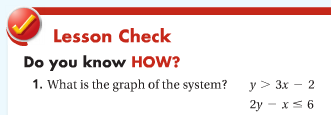 Lesson Check
Do you know HOW?
1. What is the graph of the system? y > 3x − 2
2y − x ≤ 6